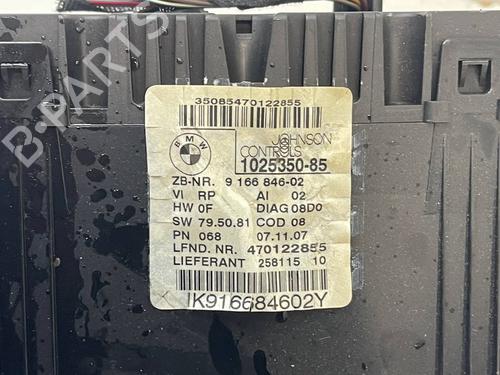 35085470122855
BMW
JOHNSON
CONTROLS
1025350-85
ZB-NR. 9 166 846-02
VI RP AI 02
HW 0F DIAG 08D0
SW 79.50.81 COD 08
PN 068 07.11.07
LFND. NR. 470122855
LIEFERANT 258115 10
IK916684602Y
B-PARTS